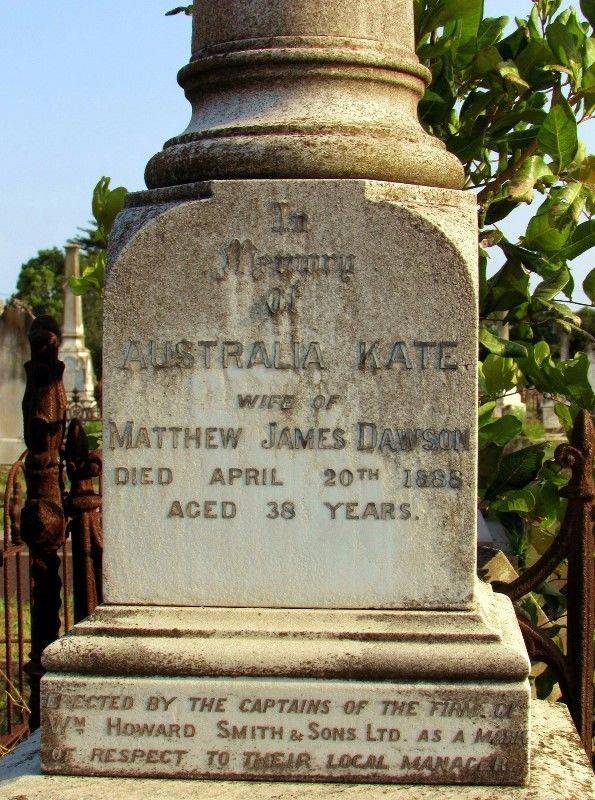 In
Memory
Of
AUSTRALIA KATE.
WIFE OF
MATTHEW JAMES DAWSON
DIED APRIL 20TH 1888
AGED 38 YEARS.
ERECTED BY THE CAPTAINS OF THE FIRM OF
WM HOWARD SMITH & SONS LTD. AS A MARK
OF RESPECT TO THEIR LOCAL MANAGER